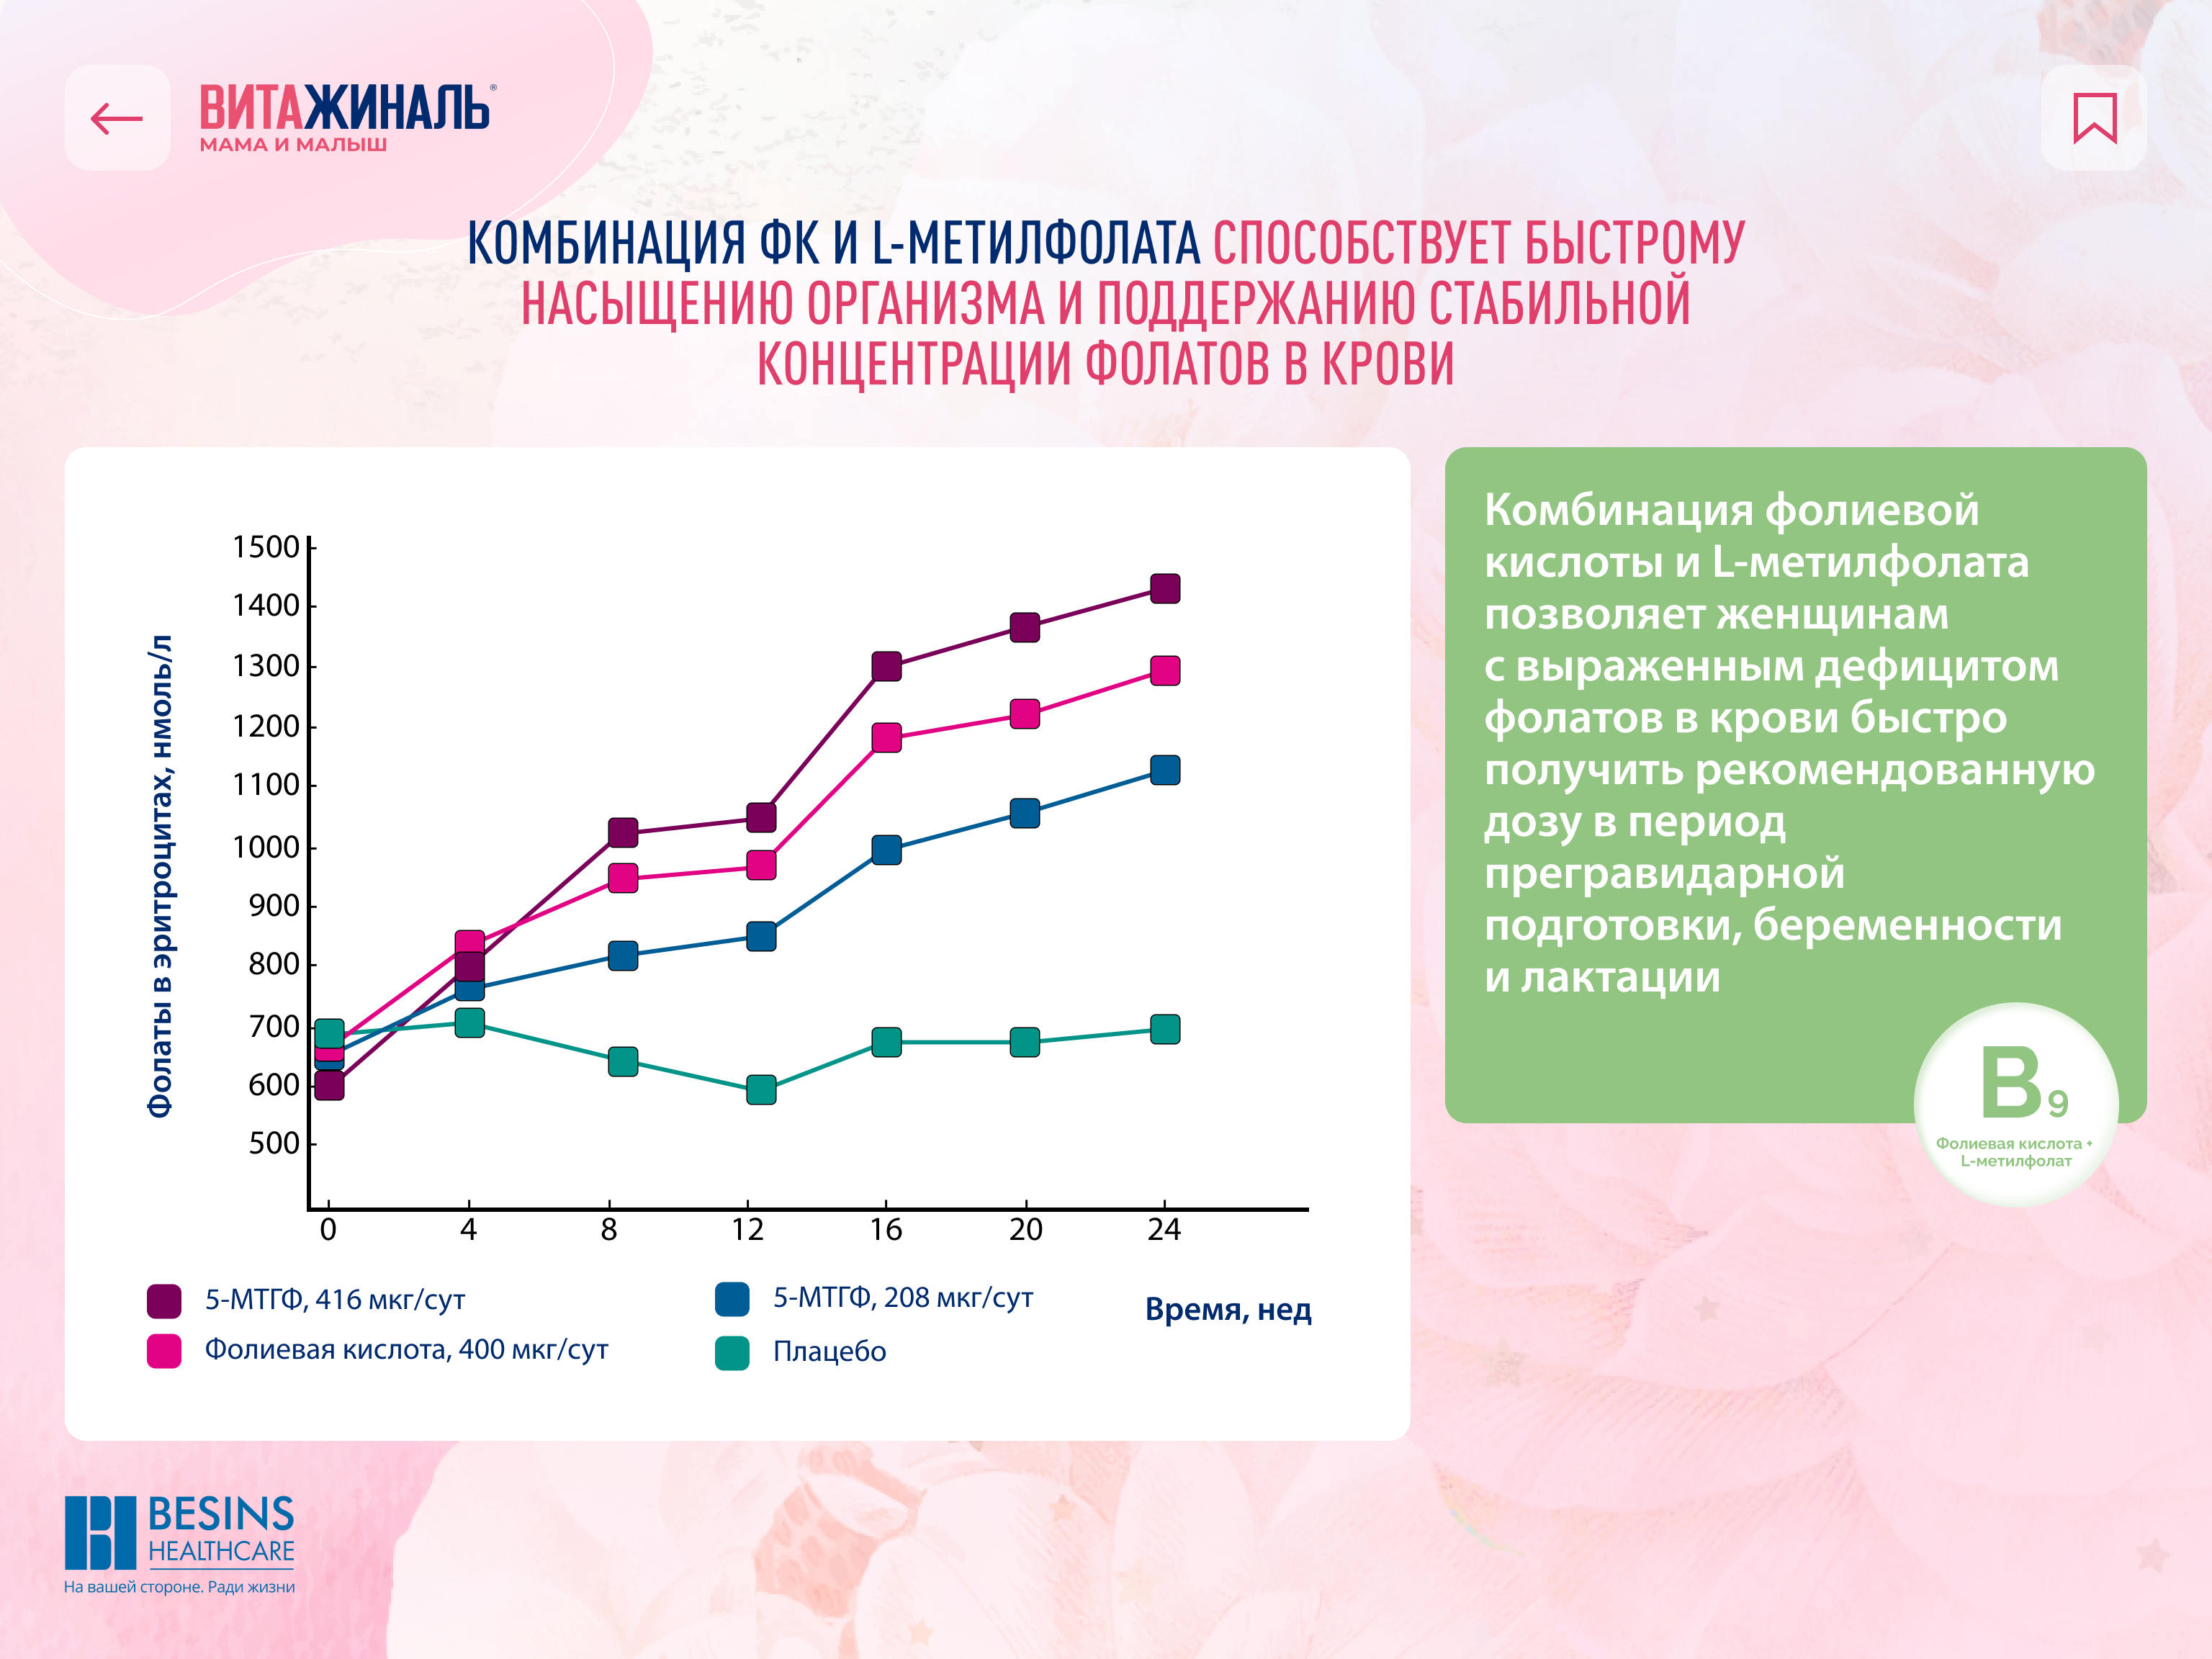 ВИТАЖИНАЛЬ®
МАМА И МАЛЫШ
КОМБИНАЦИЯ ФК И L-МЕТИЛФОЛАТА СПОСОБСТВУЕТ БЫСТРОМУ
НАСЫЩЕНИЮ ОРГАНИЗМА И ПОДДЕРЖАНИЮ СТАБИЛЬНОЙ
КОНЦЕНТРАЦИИ ФОЛАТОВ В КРОВИ
Фолаты в эритроцитах, нмоль/л
1500
1400
1300
1200
1100
1000
900
800
700
600
500
0 4 8 12 16 20 24
Время, нед
5-МТГФ, 416 мкг/сут
Фолиевая кислота, 400 мкг/сут
5-МТГФ, 208 мкг/сут
Плацебо
Комбинация фолиевой
кислоты и L-метилфолата
позволяет женщинам
с выраженным дефицитом
фолатов в крови быстро
получить рекомендованную
дозу в период
прегравидарной
подготовки, беременности
и лактации
B9
Фолиевая кислота +
L-метилфолат
BESINS
HEALTHCARE
На вашей стороне. Ради жизни